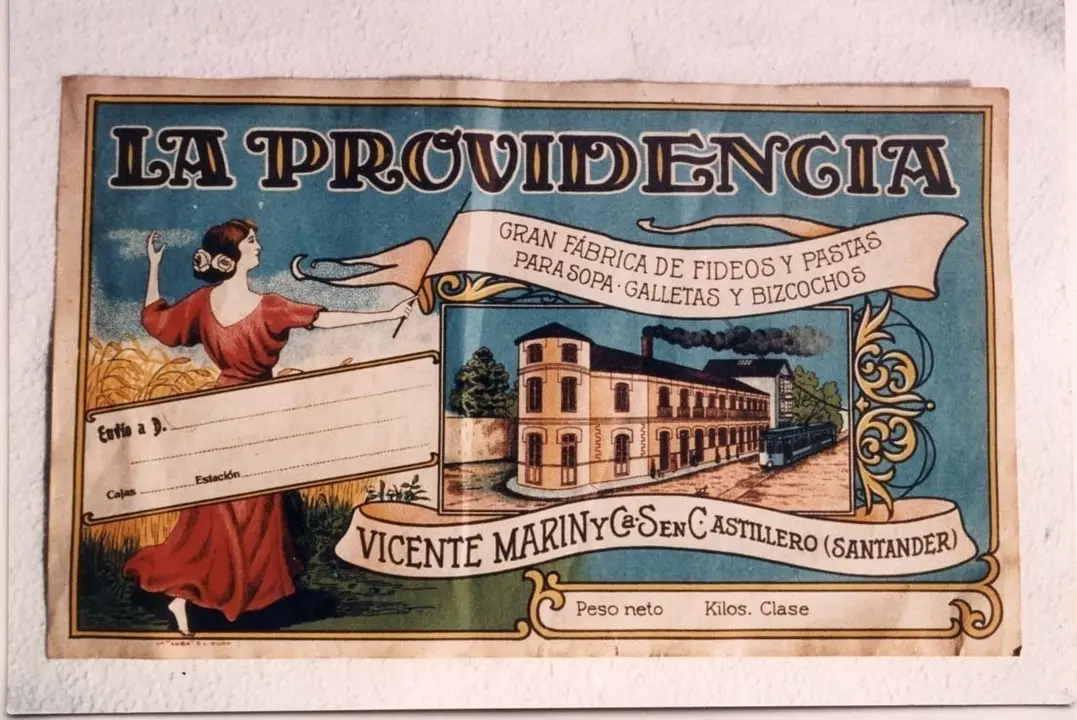 LA PROVIDENCIA
GRAN FÁBRICA DE FIDEOS Y PASTAS
PARA SOPA · GALLETAS Y BIZCOCHOS
Envío a D.
Cajas Estación
VICENTE MARIN Y Ca - S EN C ASTILLERO (SANTANDER)
Peso neto Kilos. Clase